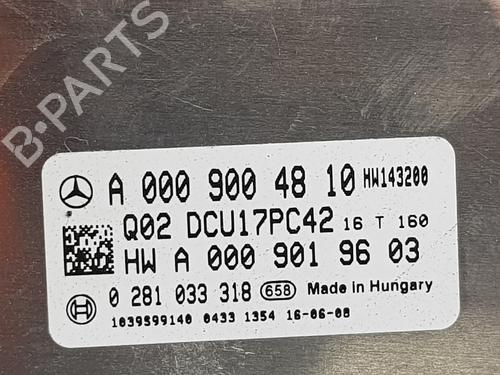 B-PARTS
A 000 900 48 10 HW143200
Q02 DCU17PC42 16 T 160
HW A 000 901 96 03
0 281 033 318 658 Made in Hungary
1039S99140 0433 1354 16-06-08